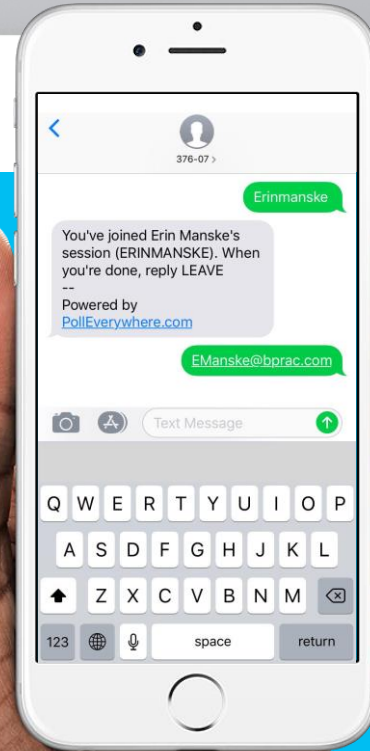 376-07 >
Erinmanske
You've joined Erin Manske's
session (ERINMANSKE). When
you're done, reply LEAVE
--
Powered by
PollEverywhere.com
EManske@bprac.com
Text Message
Q W E R T Y U I O P
A S D F G H J K L
Z X C V B N M
123 space return